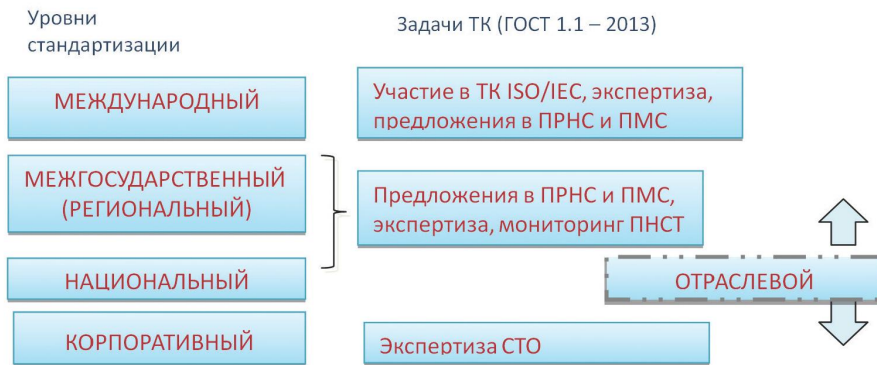 Уровни
стандартизации
Задачи ТК (ГОСТ 1.1 – 2013)
МЕЖДУНАРОДНЫЙ
Участие в ТК ISO/IEC, экспертиза,
предложения в ПРНС и ПМС
МЕЖГОСУДАРСТВЕННЫЙ
(РЕГИОНАЛЬНЫЙ)
Предложения в ПРНС и ПМС,
экспертиза, мониторинг ПНСТ
НАЦИОНАЛЬНЫЙ
ОТРАСЛЕВОЙ
КОРПОРАТИВНЫЙ
Экспертиза СТО